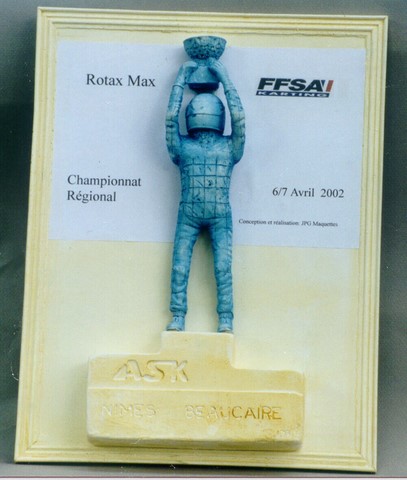 Rotax Max
FFSA
KARTING
Championnat
Régional
6/7 Avril 2002
Conception et réalisation: JPG Maquettes
ASK
NIMES BEAUCAIRE